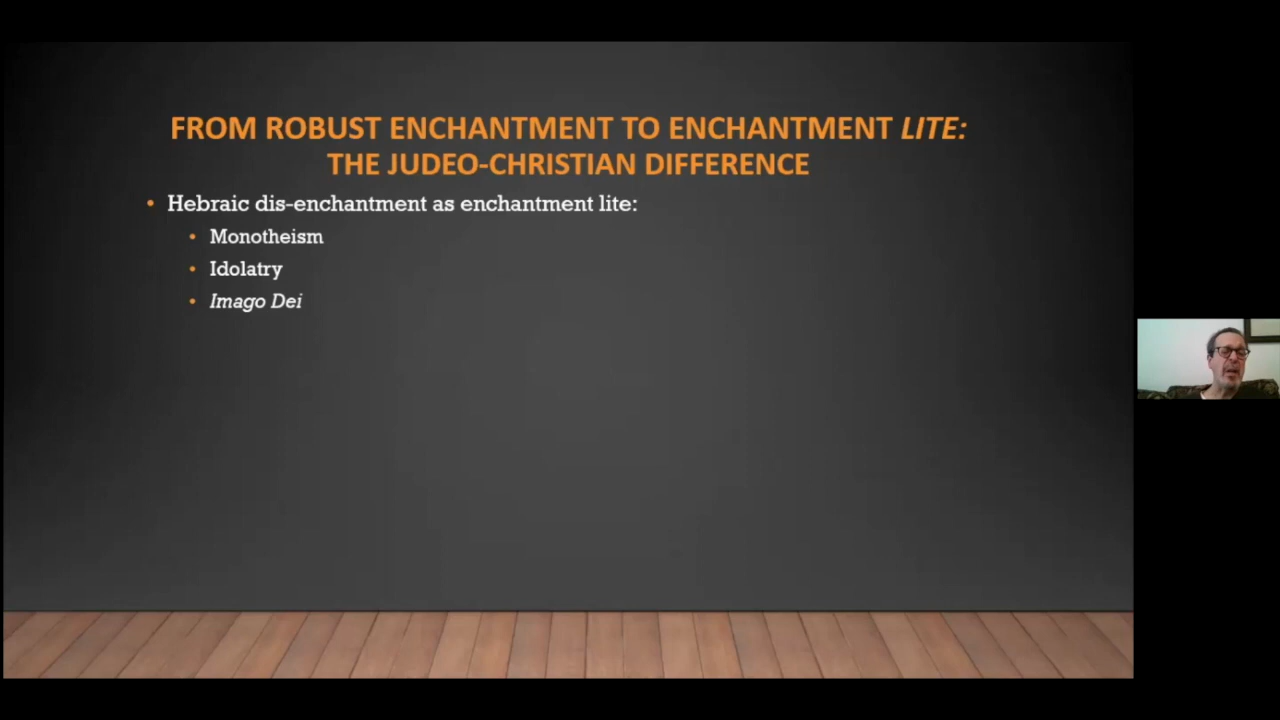 FROM ROBUST ENCHANTMENT TO ENCHANTMENT LITE:
THE JUDEO-CHRISTIAN DIFFERENCE
• Hebraic dis-enchantment as enchantment lite:
• Monotheism
• Idolatry
• Imago Dei